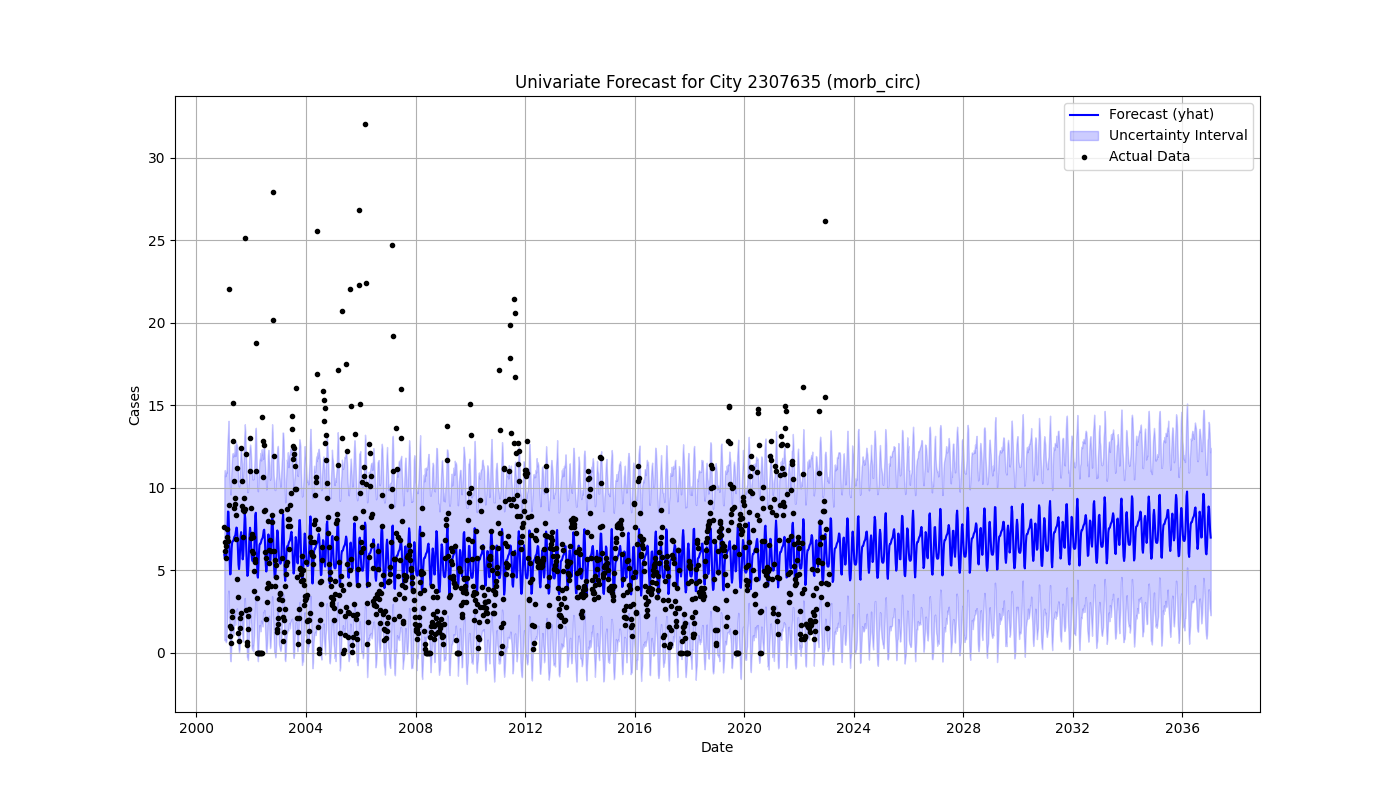 Univariate Forecast for City 2307635 (morb_circ)
Forecast (yhat)
Uncertainty Interval
Actual Data
Cases
30
25
20
15
10
5
0
2000 2004 2008 2012 2016 2020 2024 2028 2032 2036
Date